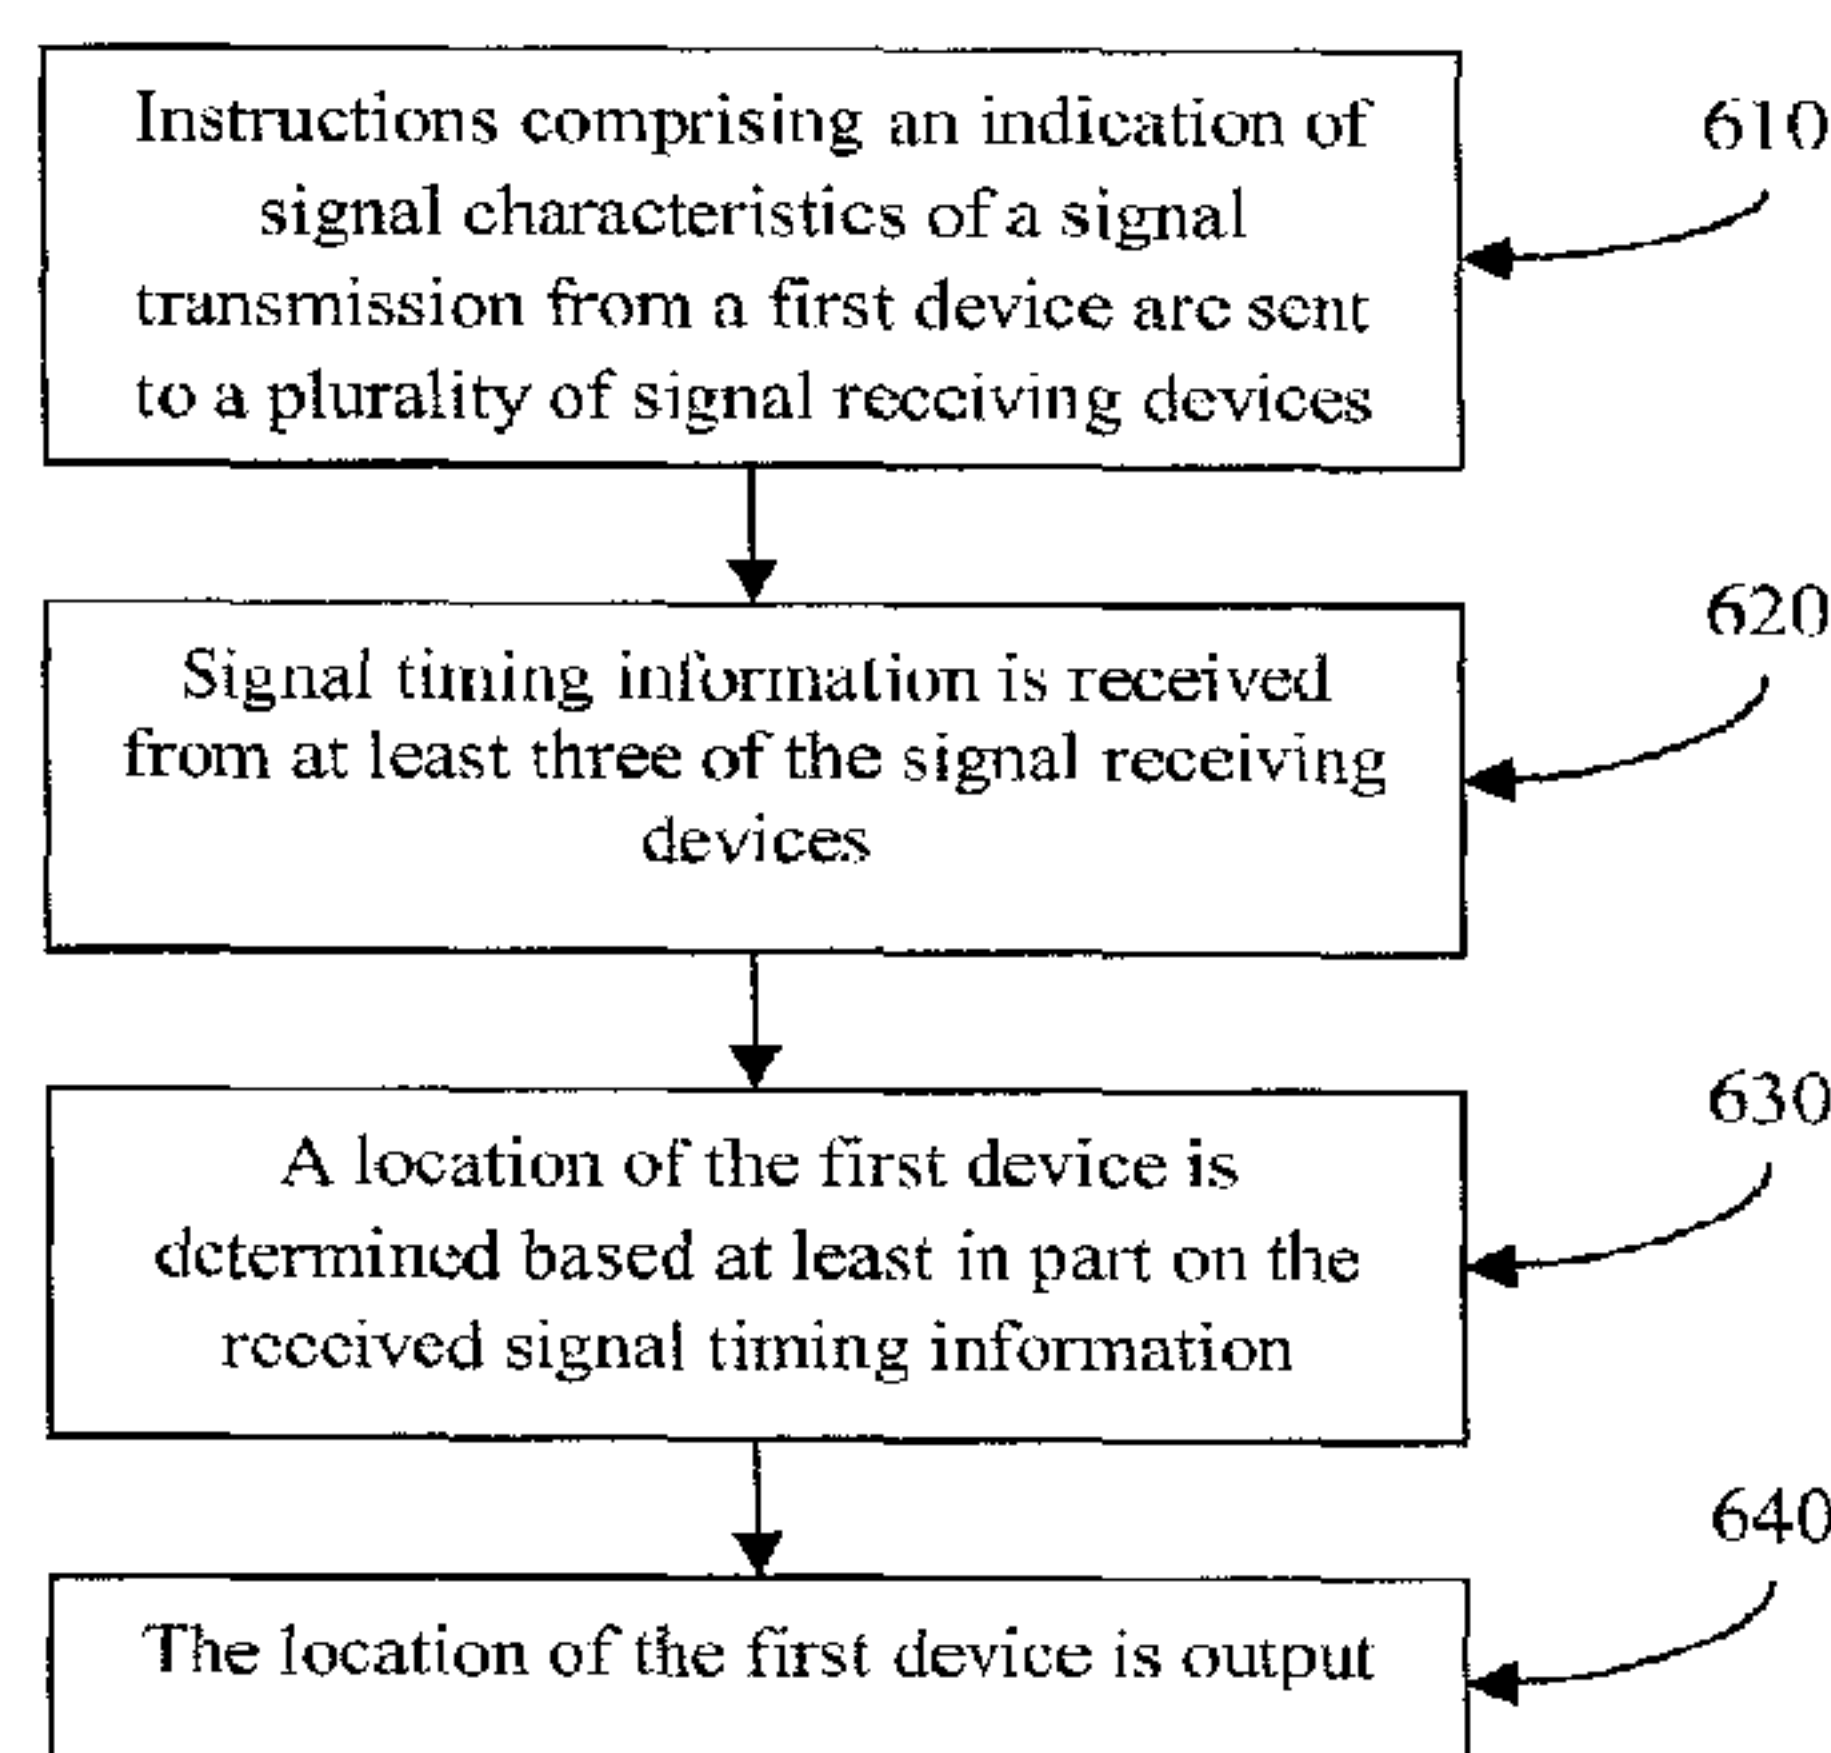 Instructions comprising an indication of
signal characteristics of a signal
transmission from a first device are sent
to a plurality of signal receiving devices
610
Signal timing information is received
from at least three of the signal receiving
devices
620
A location of the first device is
determined based at least in part on the
received signal timing information
630
The location of the first device is output
640